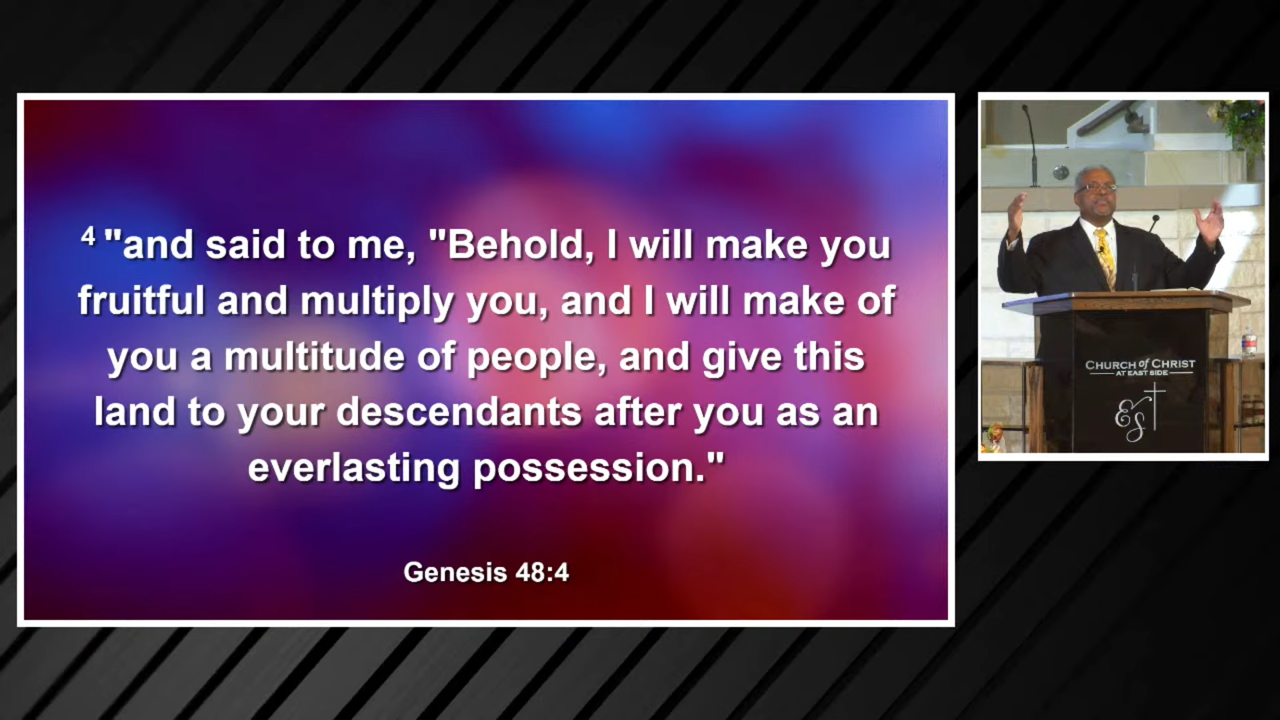 4 "and said to me, "Behold, I will make you
fruitful and multiply you, and I will make of
you a multitude of people, and give this
land to your descendants after you as an
everlasting possession."
Genesis 48:4
CHURCH of CHRIST
AT EAST SIDE
ES